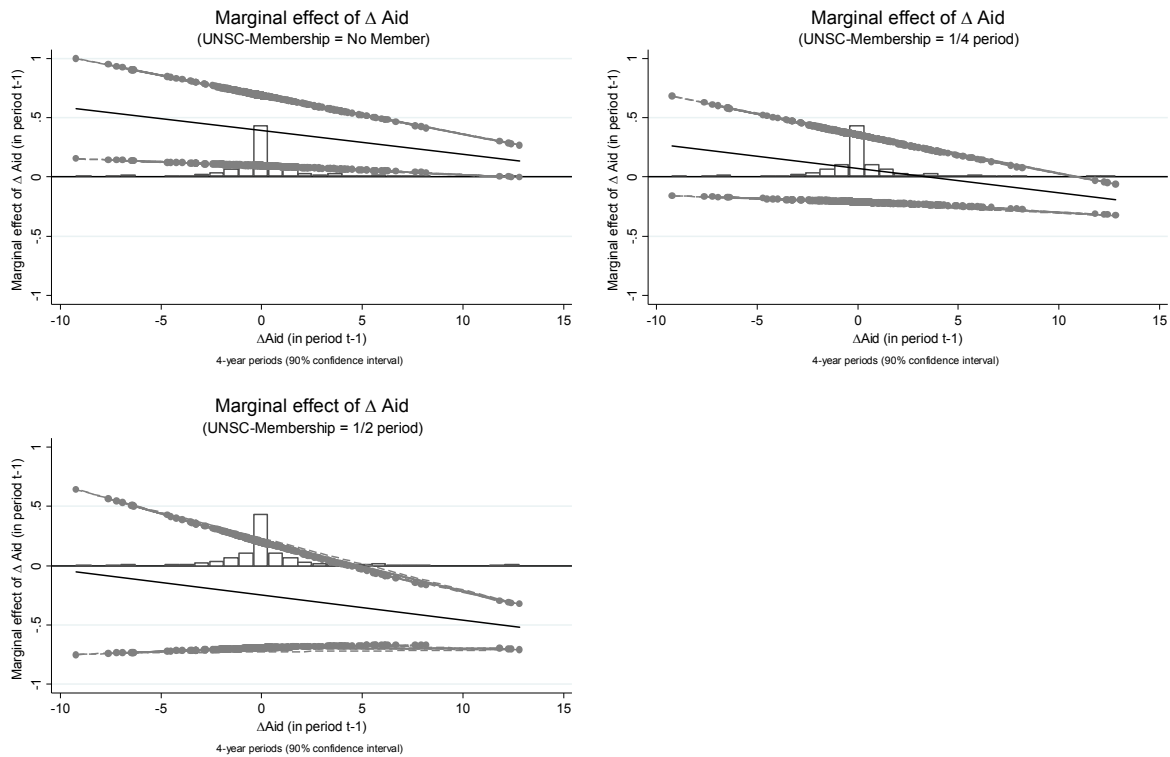 Marginal effect of Δ Aid
(UNSC-Membership = No Member)
Marginal effect of Δ Aid (in period t-1)
1
.5
0
-.5
-1
-10 -5 0 5 10 15
ΔAid (in period t-1)
4-year periods (90% confidence interval)
Marginal effect of Δ Aid
(UNSC-Membership = 1/4 period)
Marginal effect of Δ Aid (in period t-1)
1
.5
0
-.5
-1
-10 -5 0 5 10 15
ΔAid (in period t-1)
4-year periods (90% confidence interval)
Marginal effect of Δ Aid
(UNSC-Membership = 1/2 period)
Marginal effect of Δ Aid (in period t-1)
1
.5
0
-.5
-1
-10 -5 0 5 10 15
ΔAid (in period t-1)
4-year periods (90% confidence interval)